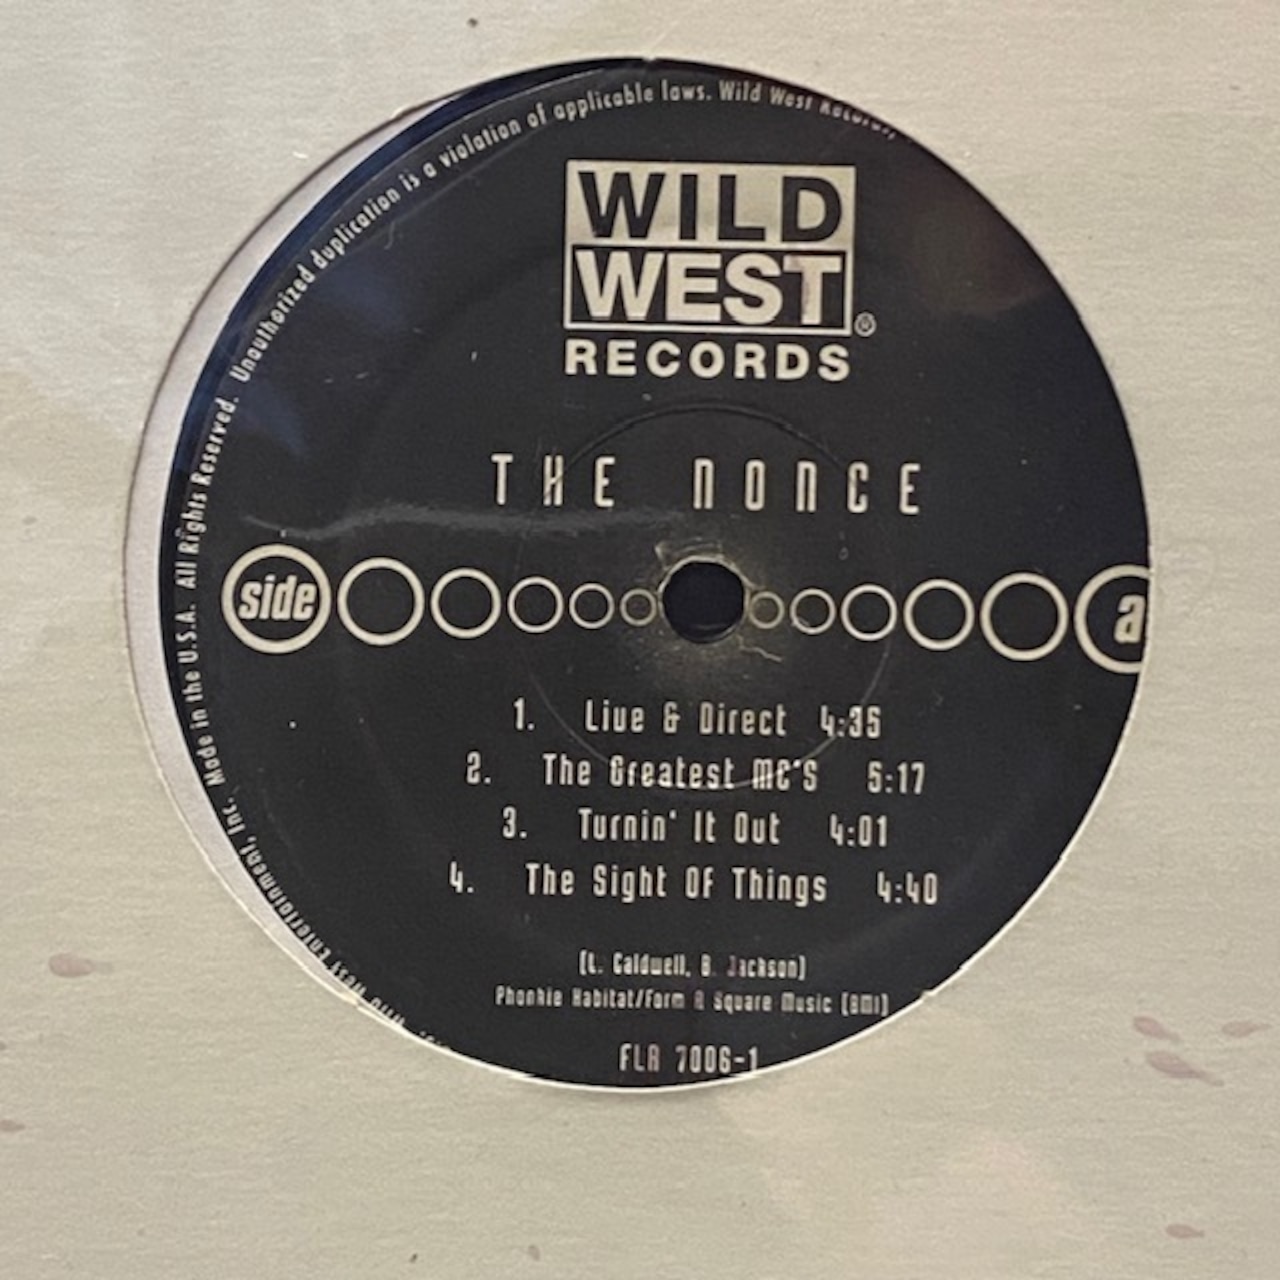 Inc. Made in the U.S.A. All Rights Reserved. Unauthorized duplication is a violation of applicable laws. Wild West Records,
WILD
WEST®
RECORDS
THE NONCE
side a
1. Live & Direct 4:35
2. The Greatest MC'S 5:17
3. Turnin' It Out 4:01
4. The Sight Of Things 4:40
(L. Caldwell, B. Jackson)
Phonkie Habitat/Form & Square Music (BMI)
FLR 7006-1
West Entertainment,